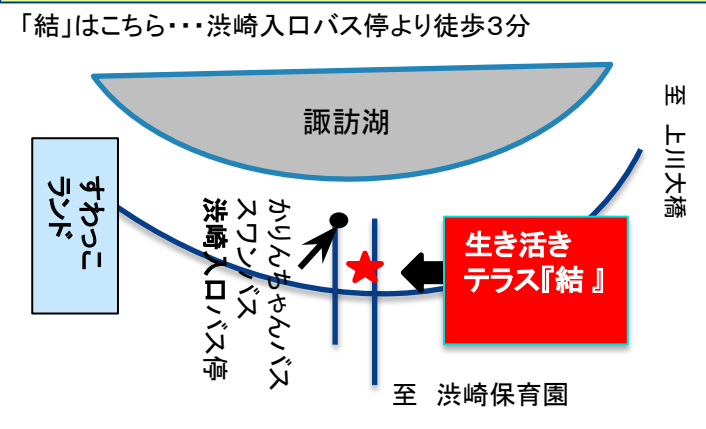 「結」はこちら・・・渋崎入口バス停より徒歩３分
諏訪湖
至　上川大橋
すわっこ
ランド
かりんちゃんバス
スワンバス
渋崎入口バス停
生き活き
テラス『結 』
至　渋崎保育園